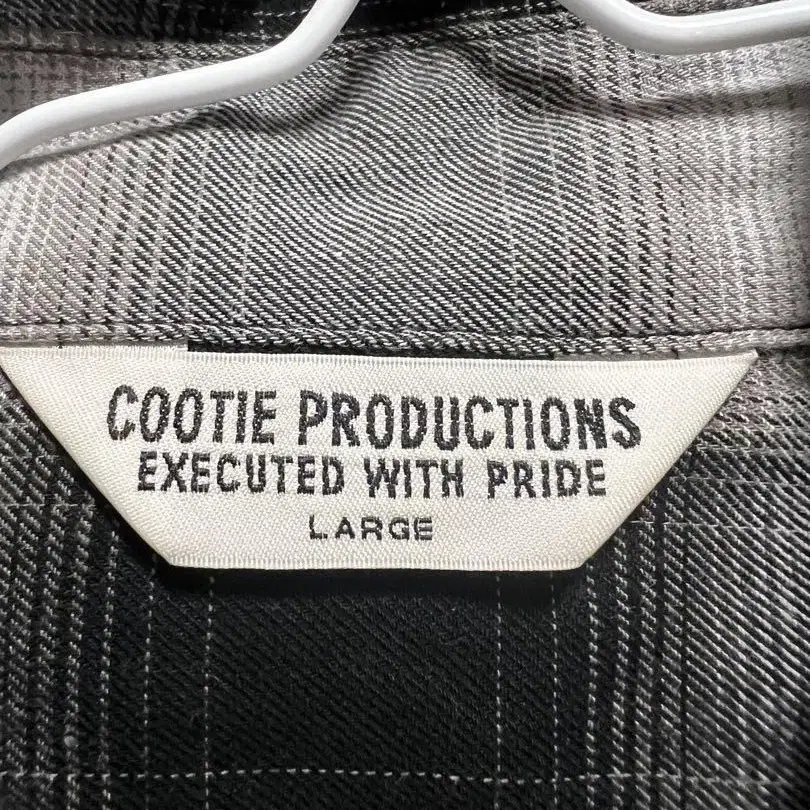 COOTIE PRODUCTIONS
EXECUTED WITH PRIDE
LARGE